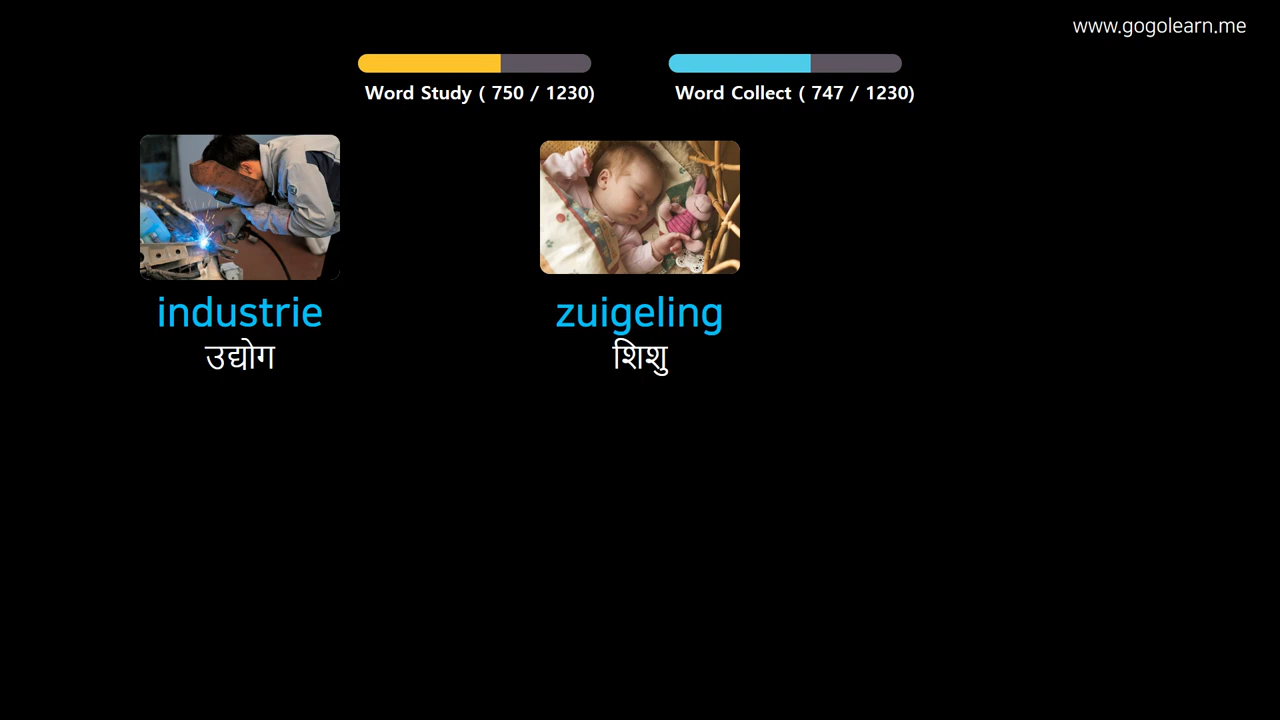 www.gogolearn.me
Word Study ( 750 / 1230)
Word Collect ( 747 / 1230)
industrie
उद्योग
zuigeling
शिशु